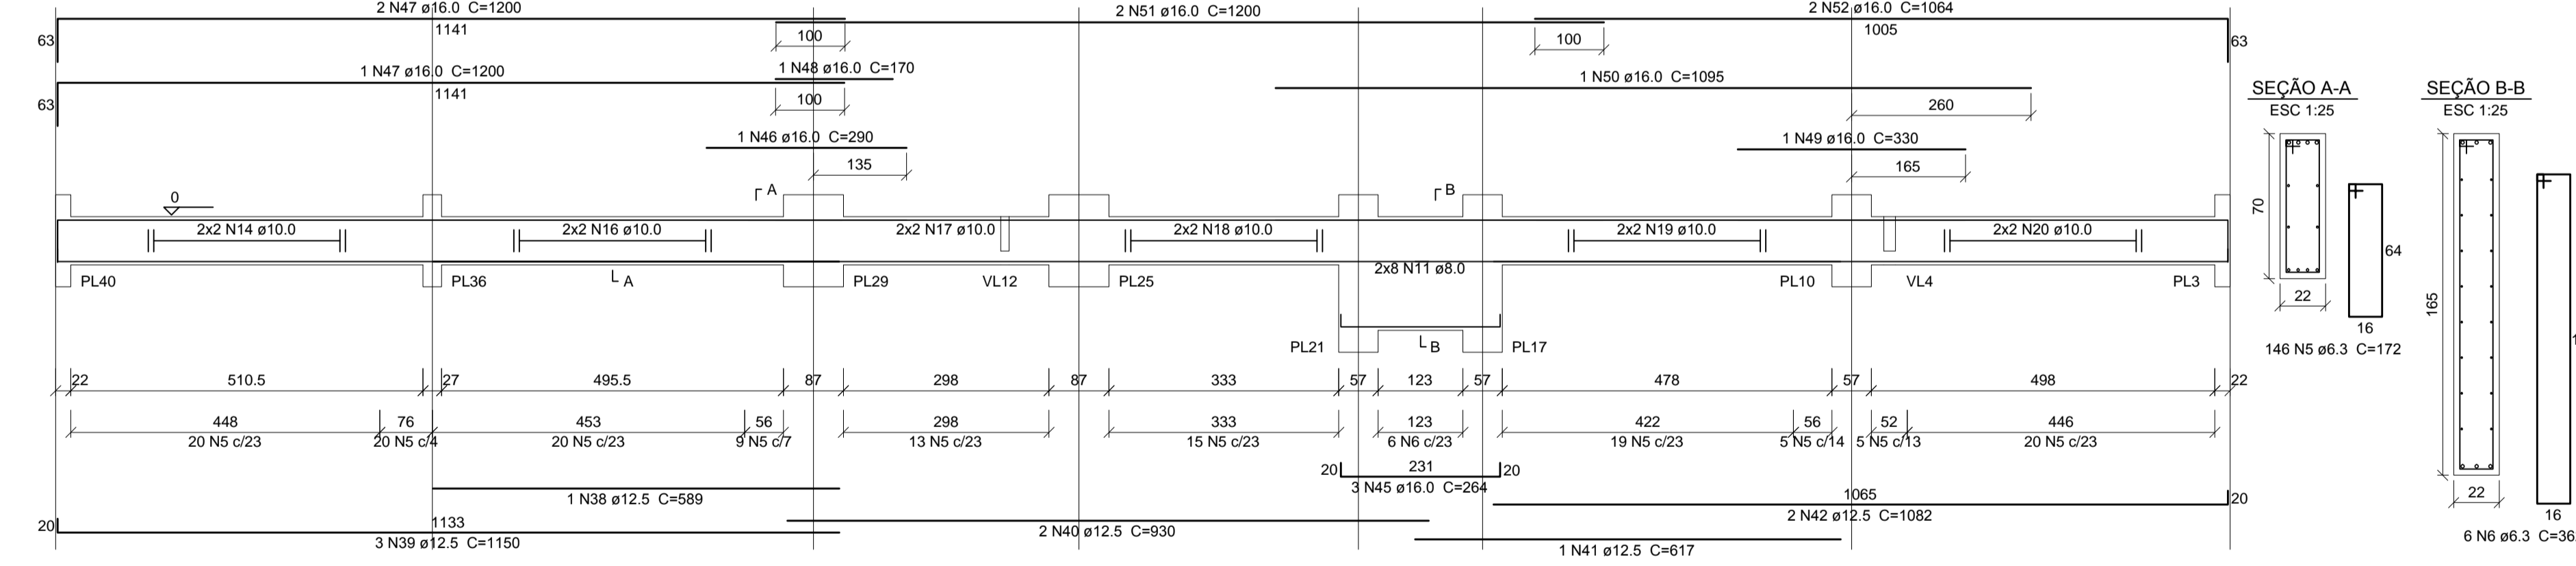 2 N47 ø16.0 C=1200
2 N51 ø16.0 C=1200
2 N52 ø16.0 C=1064
63
1141
100
100
1005
63
1 N47 ø16.0 C=1200
1 N48 ø16.0 C=170
1 N50 ø16.0 C=1095
63
1141
100
260
1 N46 ø16.0 C=290
1 N49 ø16.0 C=330
135
165
0
A
B
2x2 N14 ø10.0
2x2 N16 ø10.0
2x2 N17 ø10.0
2x2 N18 ø10.0
2x2 N19 ø10.0
2x2 N20 ø10.0
2x8 N11 ø8.0
PL40
PL36
A
PL29
VL12
PL25
PL10
VL4
PL3
PL21
B
PL17
22
510.5
27
495.5
87
298
87
333
57
123
57
478
57
498
22
448
76
453
56
298
333
123
422
56
52
446
20 N5 c/23
20 N5 c/4
20 N5 c/23
9 N5 c/7
13 N5 c/23
15 N5 c/23
6 N6 c/23
19 N5 c/23
5 N5 c/14
5 N5 c/13
20 N5 c/23
20
231
20
3 N45 ø16.0 C=264
1 N38 ø12.5 C=589
1065
20
2 N42 ø12.5 C=1082
20
1133
3 N39 ø12.5 C=1150
2 N40 ø12.5 C=930
1 N41 ø12.5 C=617
SEÇÃO A-A
ESC 1:25
70
22
64
16
146 N5 ø6.3 C=172
SEÇÃO B-B
ESC 1:25
165
22
16
6 N6 ø6.3 C=36